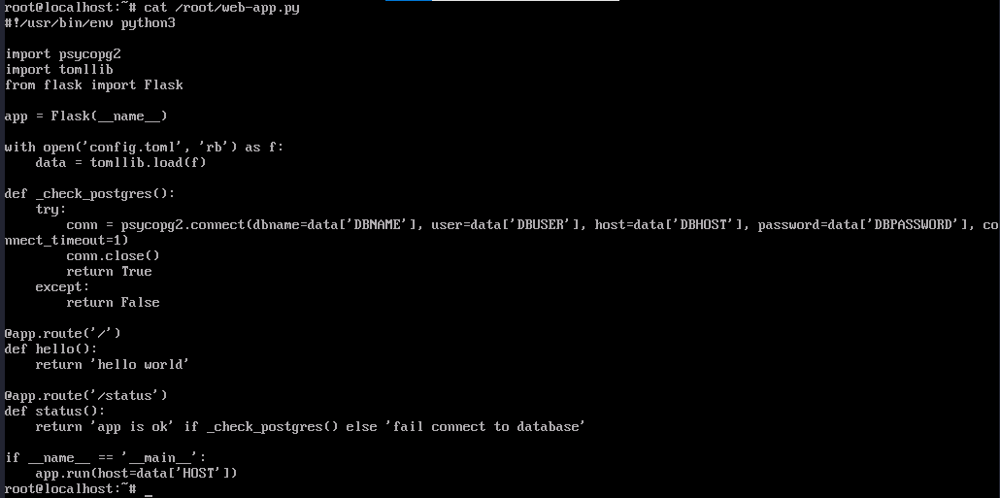 root@localhost:~# cat /root/web-app.py
#!/usr/bin/env python3

import psycopg2
import tomllib
from flask import Flask

app = Flask(__name__)

with open('config.toml', 'rb') as f:
    data = tomllib.load(f)

def _check_postgres():
    try:
        conn = psycopg2.connect(dbname=data['DBNAME'], user=data['DBUSER'], host=data['DBHOST'], password=data['DBPASSWORD'], co
nnect_timeout=1)
        conn.close()
        return True
    except:
        return False

@app.route('/')
def hello():
    return 'hello world'

@app.route('/status')
def status():
    return 'app is ok' if _check_postgres() else 'fail connect to database'

if __name__ == '__main__':
    app.run(host=data['HOST'])
root@localhost:~# _